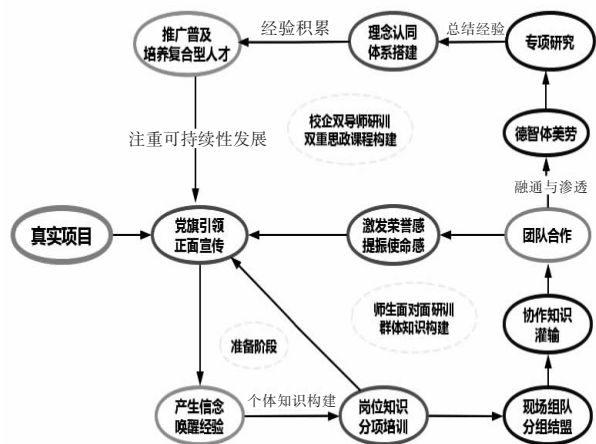 推广普及
培养复合型人才
经验积累
理念认同
体系搭建
总结经验
专项研究
校企双导师研训
双重思政课程构建
德智体美劳
注重可持续性发展
融通与渗透
真实项目
党旗引领
正面宣传
激发荣誉感
提振使命感
团队合作
师生面对面研训
群体知识构建
协作知识
灌输
准备阶段
产生信念
唤醒经验
个体知识构建
岗位知识
分项培训
现场组队
分组结盟